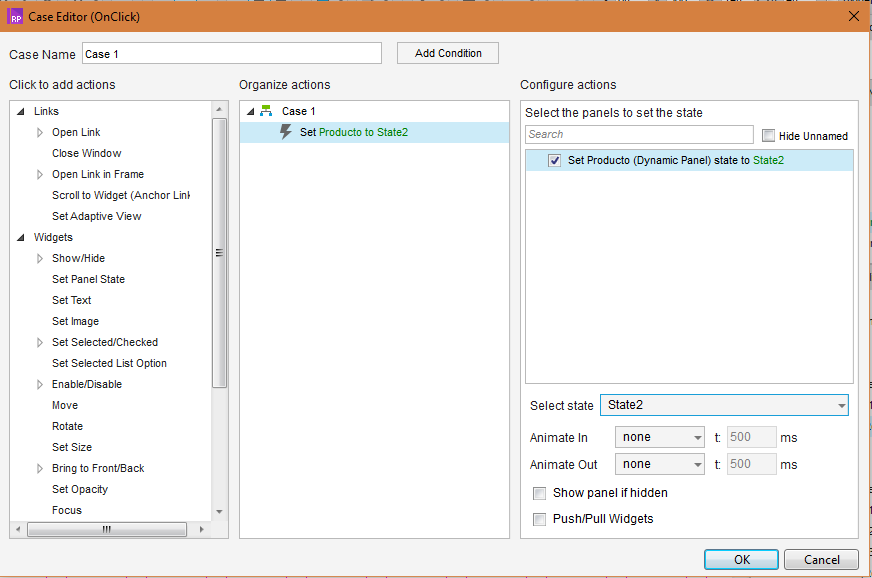 RP Case Editor (OnClick)
Case Name Case 1 Add Condition
Click to add actions
Links
Open Link
Close Window
Open Link in Frame
Scroll to Widget (Anchor Link
Set Adaptive View
Widgets
Show/Hide
Set Panel State
Set Text
Set Image
Set Selected/Checked
Set Selected List Option
Enable/Disable
Move
Rotate
Set Size
Bring to Front/Back
Set Opacity
Focus
Organize actions
Case 1
Set Producto to State2
Configure actions
Select the panels to set the state
Search Hide Unnamed
Set Producto (Dynamic Panel) state to State2
Select state State2
Animate In none t: 500 ms
Animate Out none t: 500 ms
Show panel if hidden
Push/Pull Widgets
OK Cancel